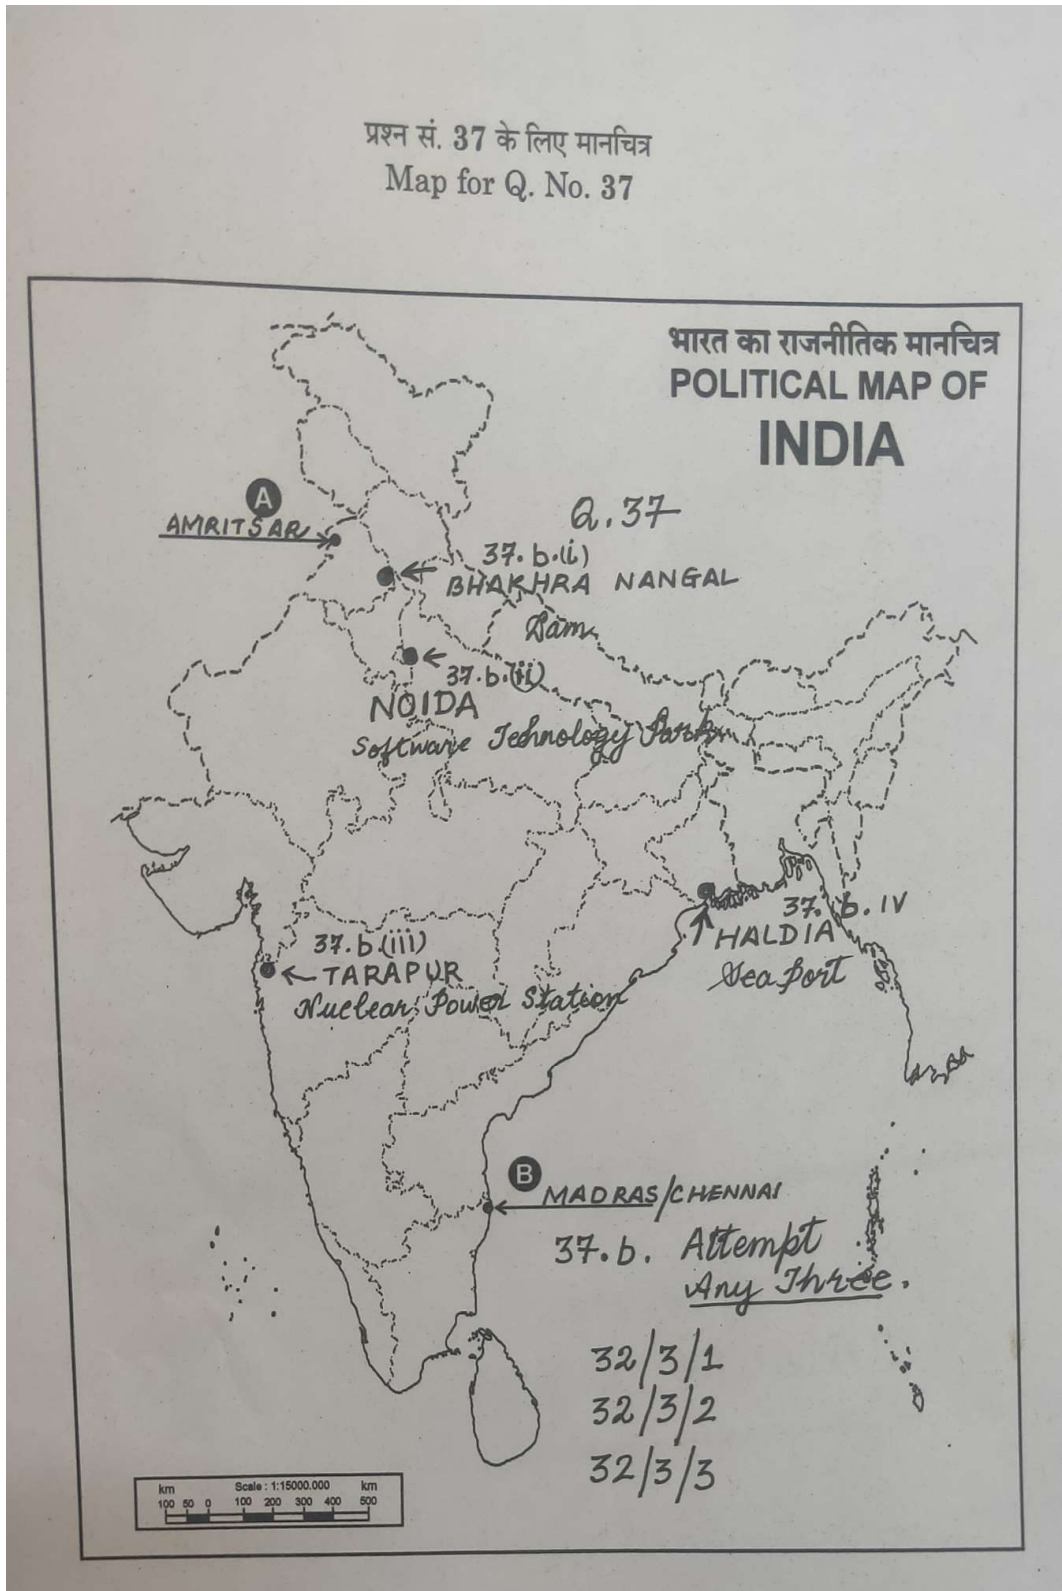 प्रश्न सं. 37 के लिए मानचित्र
Map for Q. No. 37
भारत का राजनीतिक मानचित्र
POLITICAL MAP OF
INDIA
A
AMRITSAR
Q.37
37.b.(i)
BHAKHRA NANGAL
Dam
37.b.(ii)
NOIDA
Software Technology Park
37.b.IV
HALDIA
Sea Port
37.b.(iii)
TARAPUR
Nuclear Power Station
B
MADRAS/CHENNAI
37.b. Attempt
Any Three.
32/3/1
32/3/2
32/3/3
km Scale : 1:15000.000 km
100 50 0 100 200 300 400 500